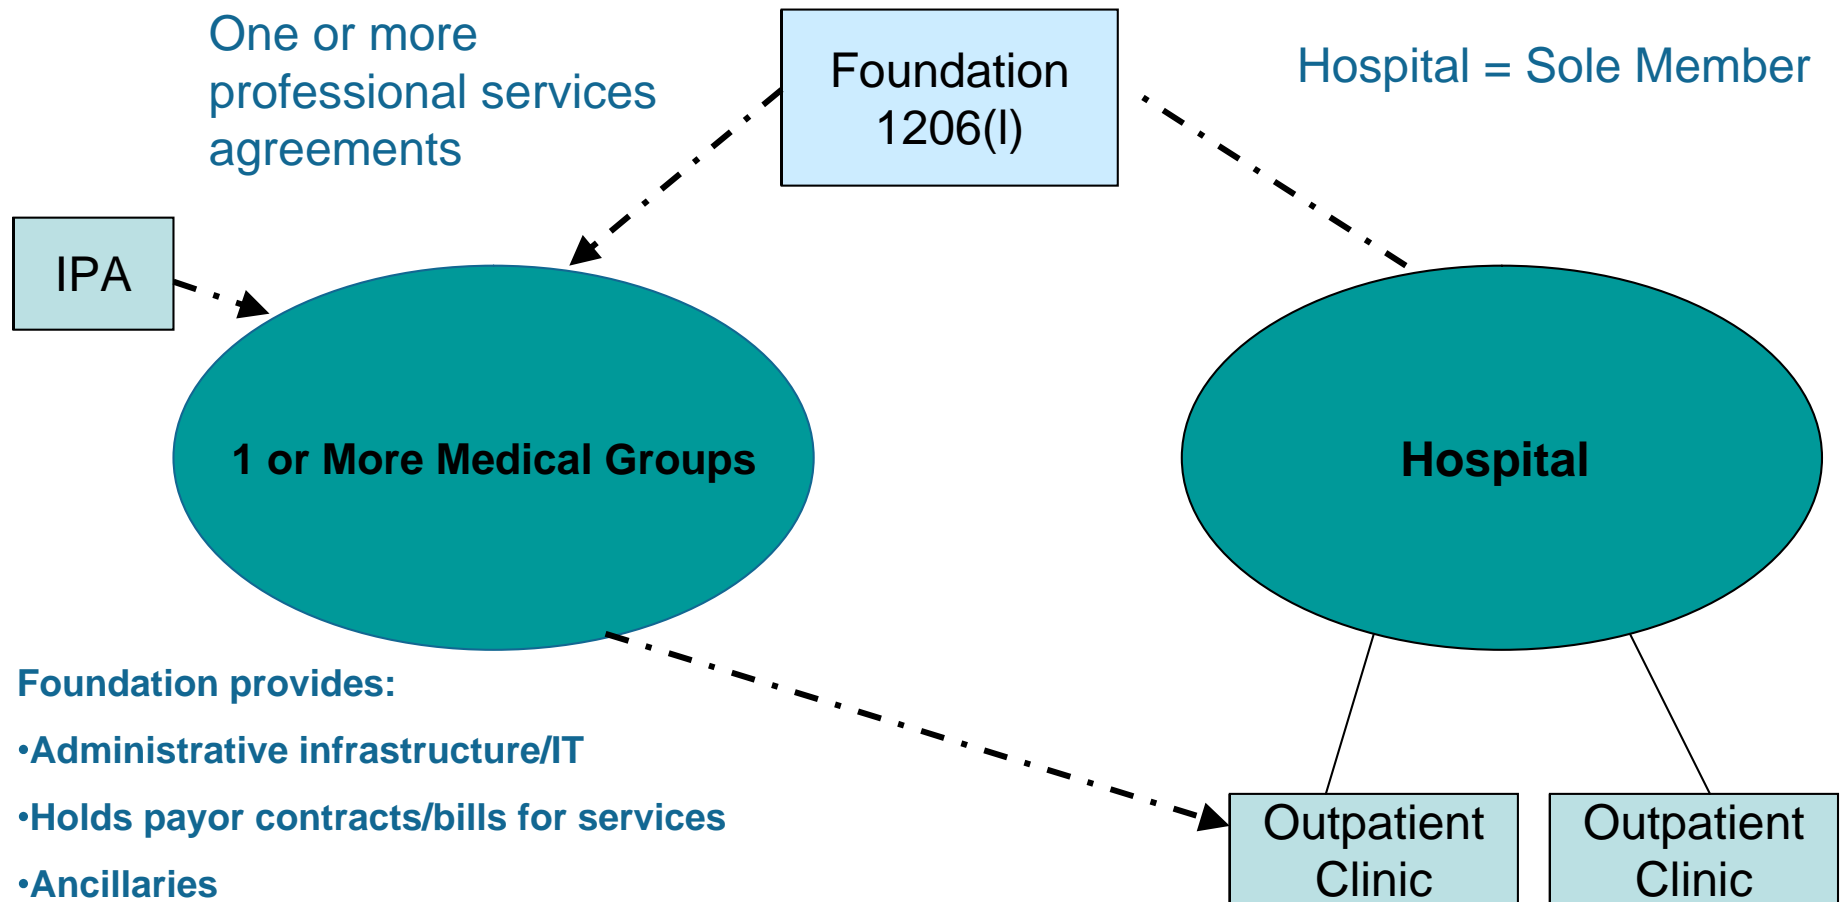 One or more
professional services
agreements
Foundation
1206(l)
Hospital = Sole Member
IPA
1 or More Medical Groups
Hospital
Foundation provides:
•Administrative infrastructure/IT
•Holds payor contracts/bills for services
•Ancillaries
Outpatient
Clinic
Outpatient
Clinic